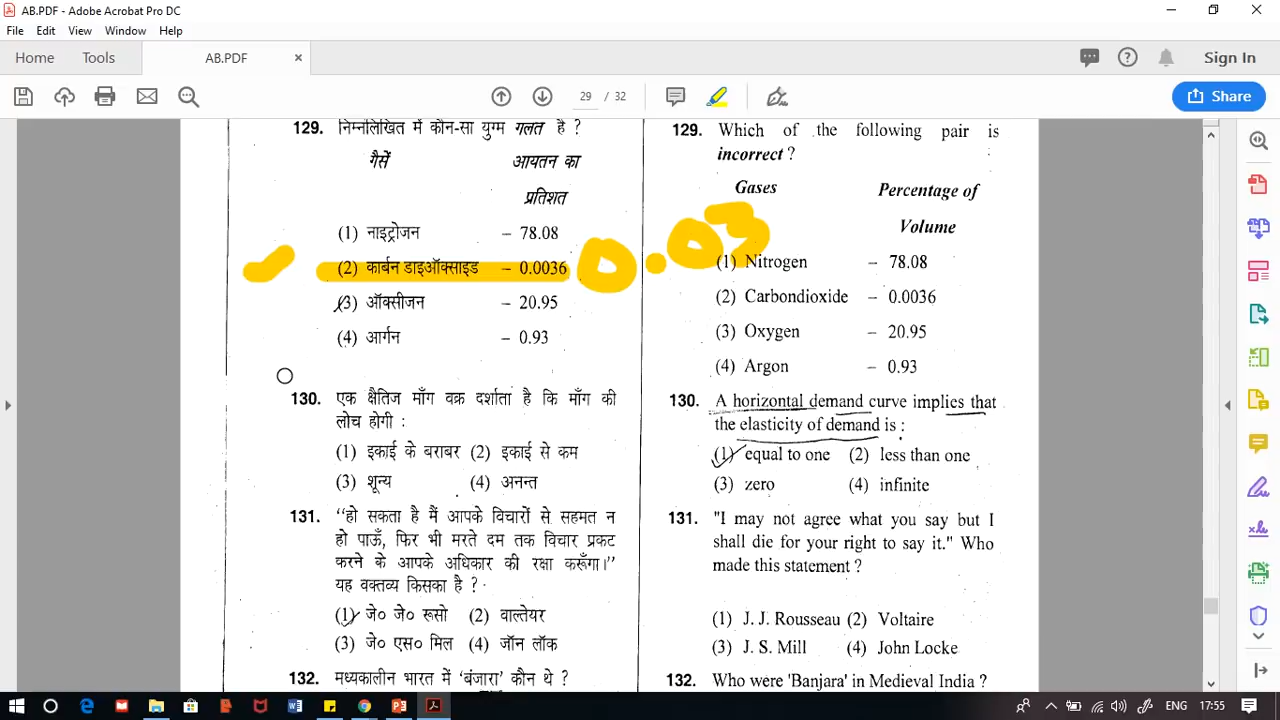 AB.PDF - Adobe Acrobat Pro DC
File Edit View Window Help
Home Tools AB.PDF × Sign In
29 / 32 Share
129. निम्नलिखित में कौन-सा युग्म गलत है ?
गैसें आयतन का
प्रतिशत
(1) नाइट्रोजन – 78.08
(2) कार्बन डाइऑक्साइड – 0.0036
0.03
(3) ऑक्सीजन – 20.95
(4) आर्गन – 0.93
130. एक क्षैतिज माँग वक्र दर्शाता है कि माँग की
लोच होगी :
(1) इकाई के बराबर (2) इकाई से कम
(3) शून्य (4) अनन्त
131. ‘‘हो सकता है मैं आपके विचारों से सहमत न
हो पाऊँ, फिर भी मरते दम तक विचार प्रकट
करने के आपके अधिकार की रक्षा करूँगा।’’
यह वक्तव्य किसका है ?
(1) जे० जे० रूसो (2) वाल्तेयर
(3) जे० एस० मिल (4) जॉन लॉक
132. मध्यकालीन भारत में ‘बंजारा’ कौन थे ?
129. Which of the following pair is
incorrect ?
Gases Percentage of
Volume
(1) Nitrogen – 78.08
(2) Carbondioxide – 0.0036
(3) Oxygen – 20.95
(4) Argon – 0.93
130. A horizontal demand curve implies that
the elasticity of demand is :
(1) equal to one (2) less than one
(3) zero (4) infinite
131. "I may not agree what you say but I
shall die for your right to say it." Who
made this statement ?
(1) J. J. Rousseau (2) Voltaire
(3) J. S. Mill (4) John Locke
132. Who were 'Banjara' in Medieval India ?
ENG 17:55